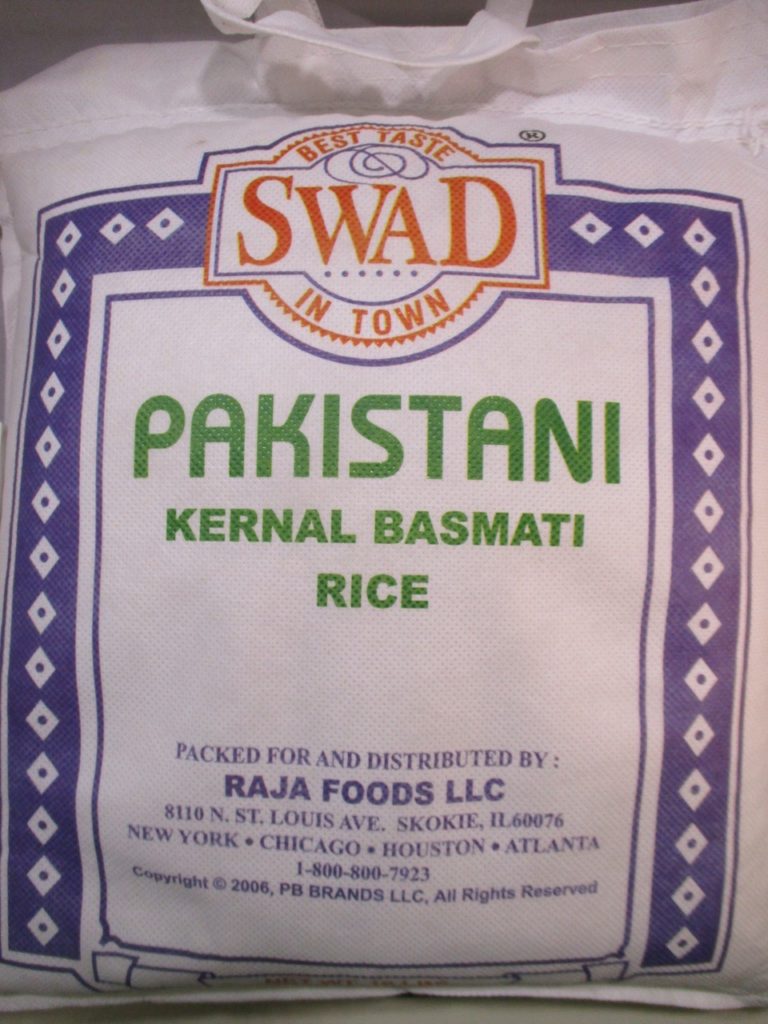 ®
BEST TASTE
SWAD
IN TOWN
PAKISTANI
KERNAL BASMATI
RICE
PACKED FOR AND DISTRIBUTED BY :
RAJA FOODS LLC
8110 N. ST. LOUIS AVE. SKOKIE, IL60076
NEW YORK • CHICAGO • HOUSTON • ATLANTA
1-800-800-7923
Copyright © 2006, PB BRANDS LLC, All Rights Reserved